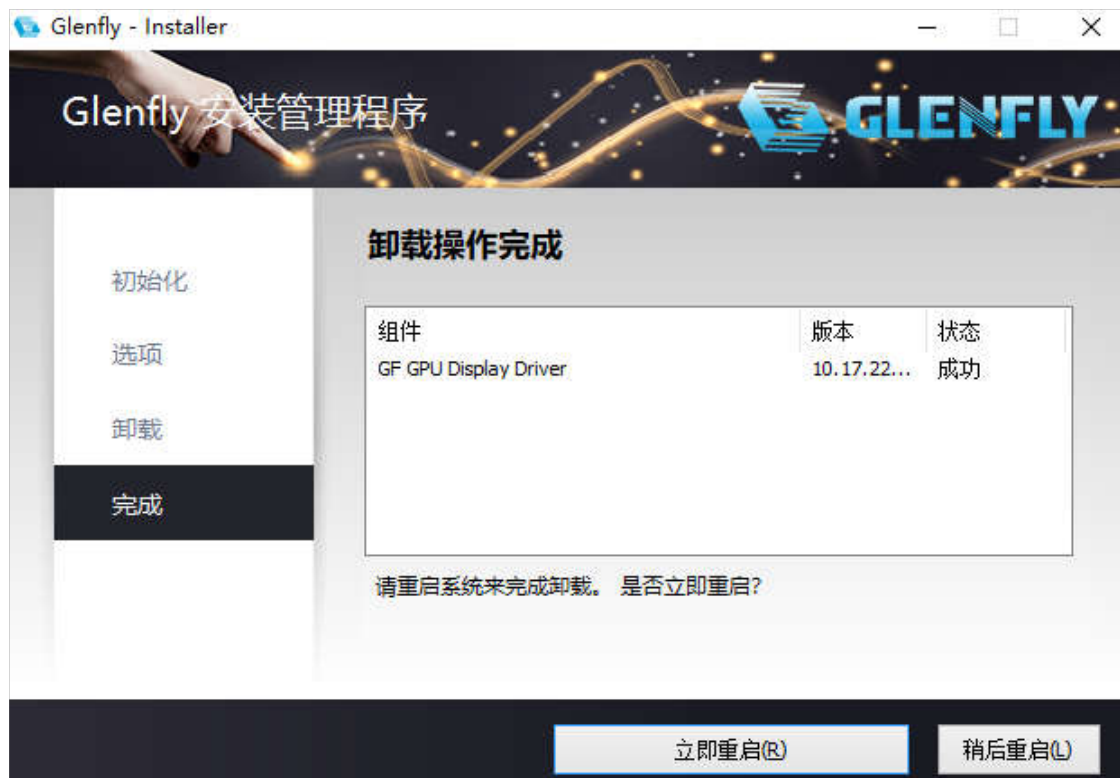 Glenfly - Installer
Glenfly 安装管理程序
GLENFLY
初始化
选项
卸载
完成
卸载操作完成
组件 版本 状态
GF GPU Display Driver 10.17.22... 成功
请重启系统来完成卸载。 是否立即重启?
立即重启(R) 稍后重启(L)